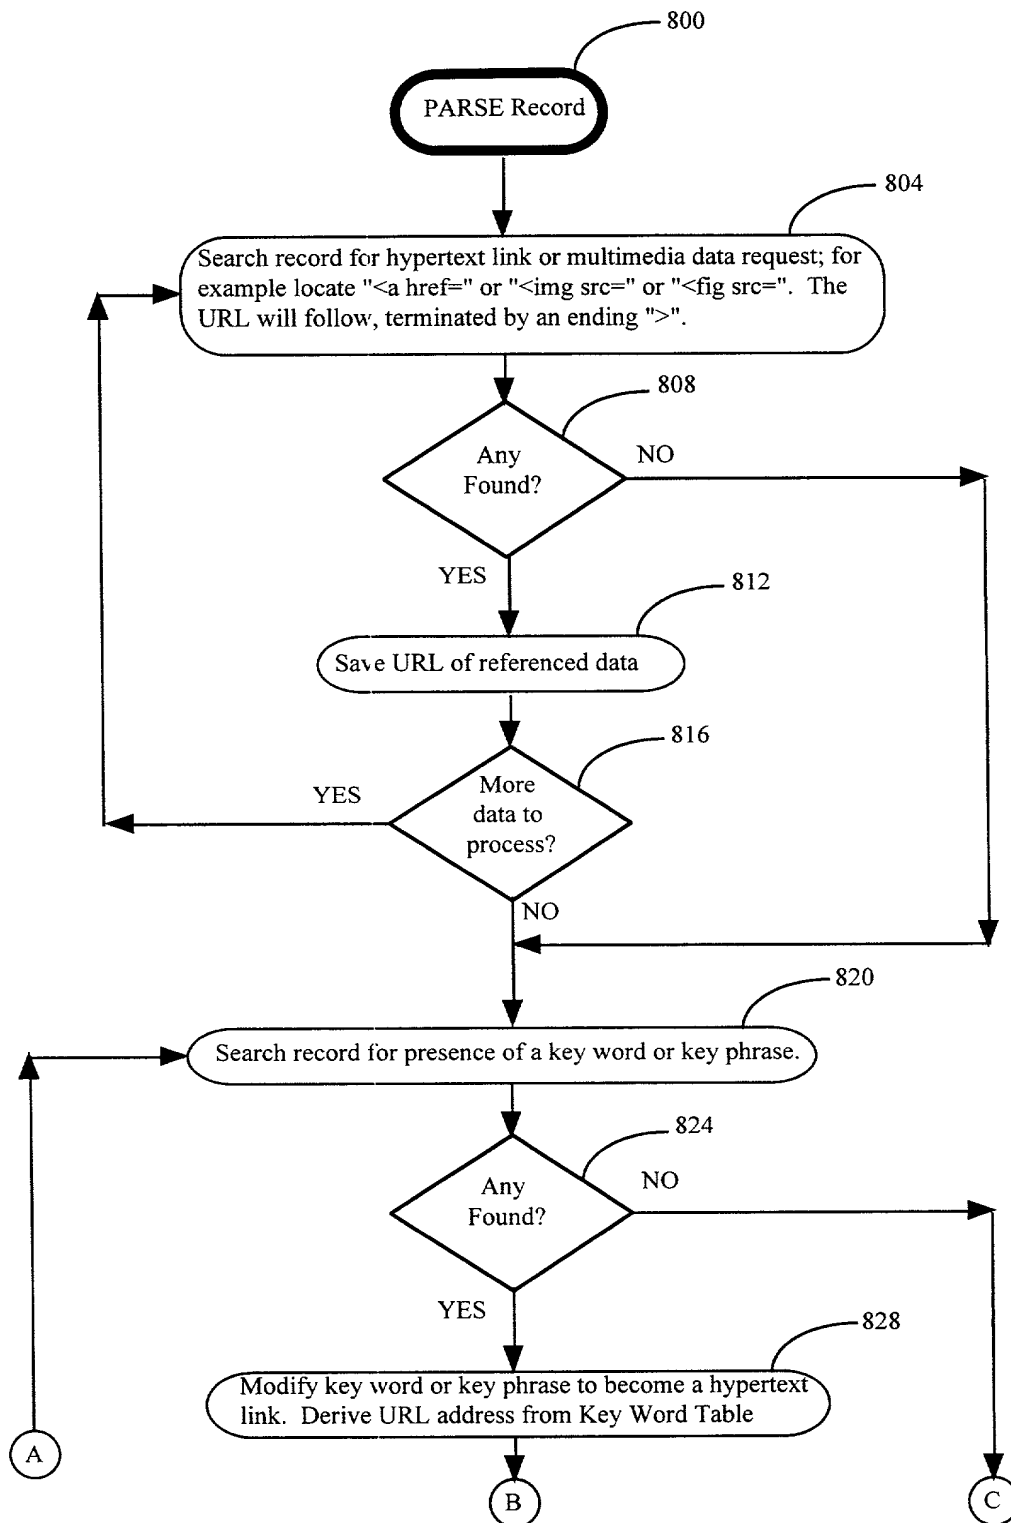 800
PARSE Record
804
Search record for hypertext link or multimedia data request; for
example locate "<a href=" or "<img src=" or "<fig src=".  The
URL will follow, terminated by an ending ">".
808
Any
Found?
NO
YES
812
Save URL of referenced data
816
More
data to
process?
YES
NO
820
Search record for presence of a key word or key phrase.
824
Any
Found?
NO
YES
828
Modify key word or key phrase to become a hypertext
link.  Derive URL address from Key Word Table
A
B
C